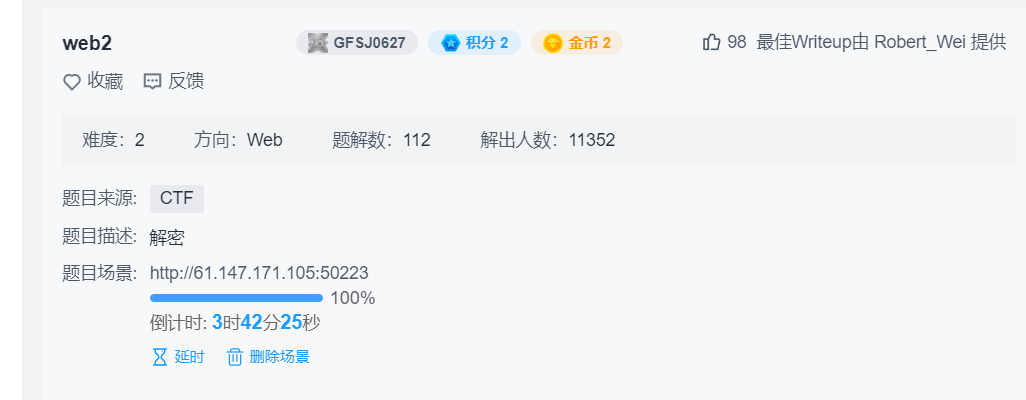 web2 GFSJ0627 积分 2 金币 2 98 最佳Writeup由 Robert_Wei 提供
收藏 反馈
难度：2 方向：Web 题解数：112 解出人数：11352
题目来源: CTF
题目描述: 解密
题目场景: http://61.147.171.105:50223
100%
倒计时: 3时42分25秒
延时 删除场景